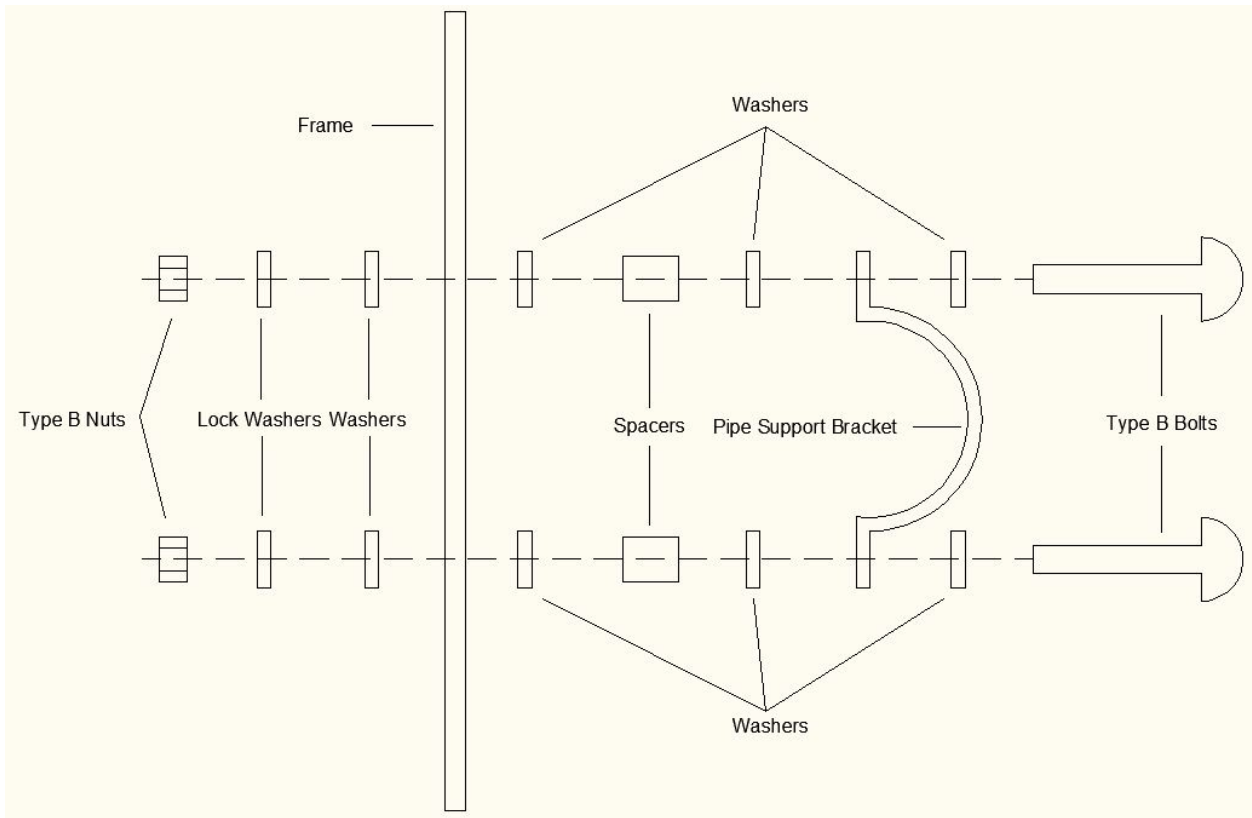 Washers
Frame
Type B Nuts
Lock Washers
Washers
Spacers
Pipe Support Bracket
Type B Bolts
Washers